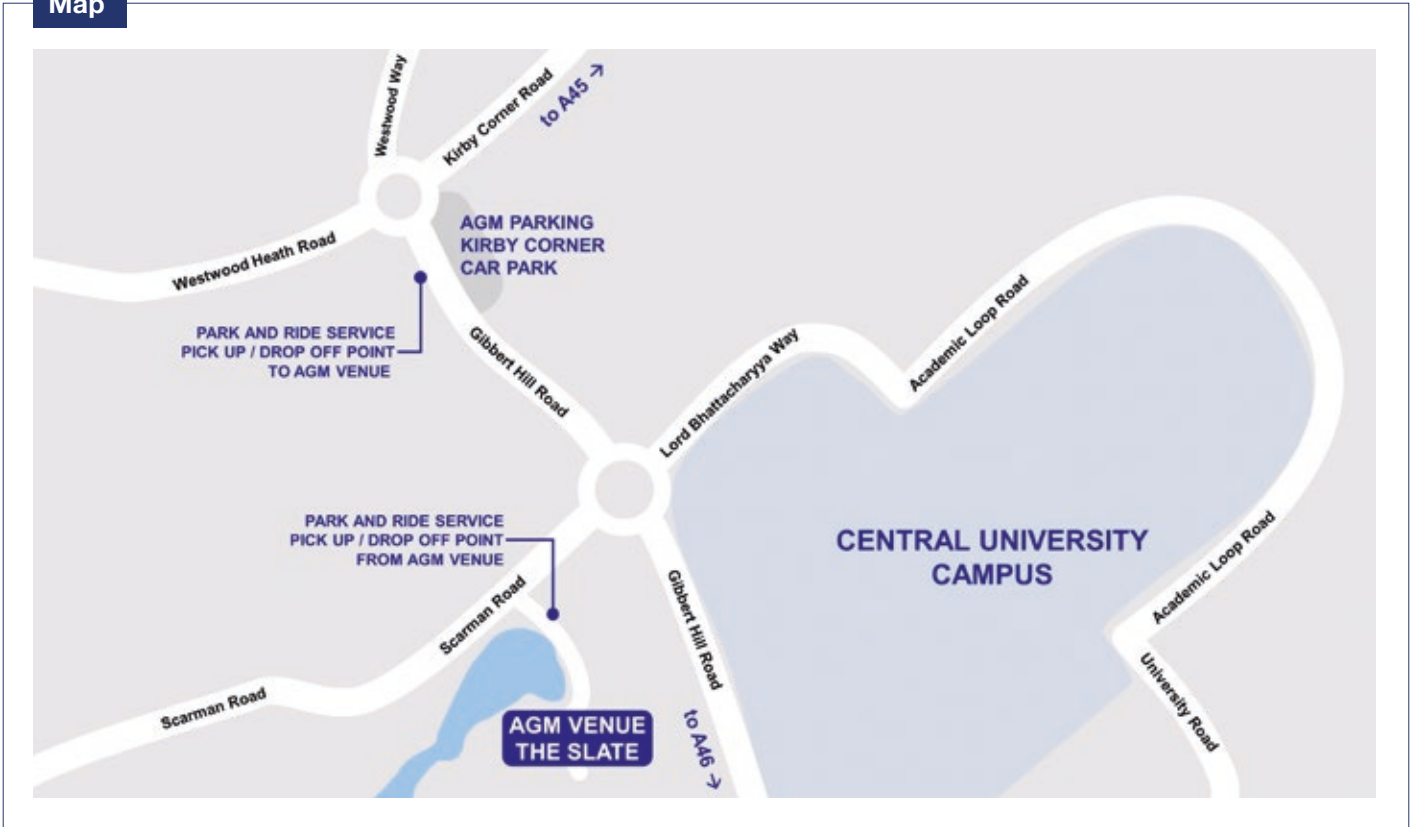 Map
Westwood Way
Kirby Corner Road
to A45 →
AGM PARKING
KIRBY CORNER
CAR PARK
Westwood Heath Road
PARK AND RIDE SERVICE
PICK UP / DROP OFF POINT
TO AGM VENUE
Gibbert Hill Road
Lord Bhattacharyya Way
Academic Loop Road
PARK AND RIDE SERVICE
PICK UP / DROP OFF POINT
FROM AGM VENUE
CENTRAL UNIVERSITY
CAMPUS
Academic Loop Road
Scarman Road
Gibbert Hill Road
University Road
Scarman Road
AGM VENUE
THE SLATE
to A46 →